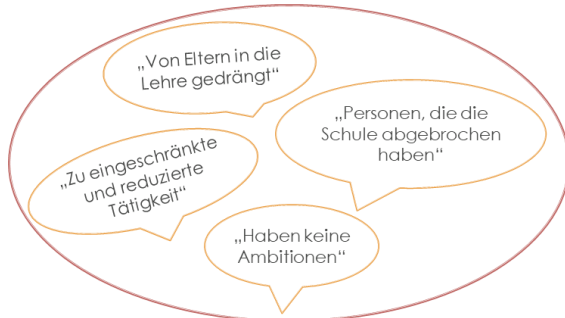 „Von Eltern in die
Lehre gedrängt“
„Personen, die die
Schule abgebrochen
haben“
„Zu eingeschränkte
und reduzierte
Tätigkeit“
„Haben keine
Ambitionen“